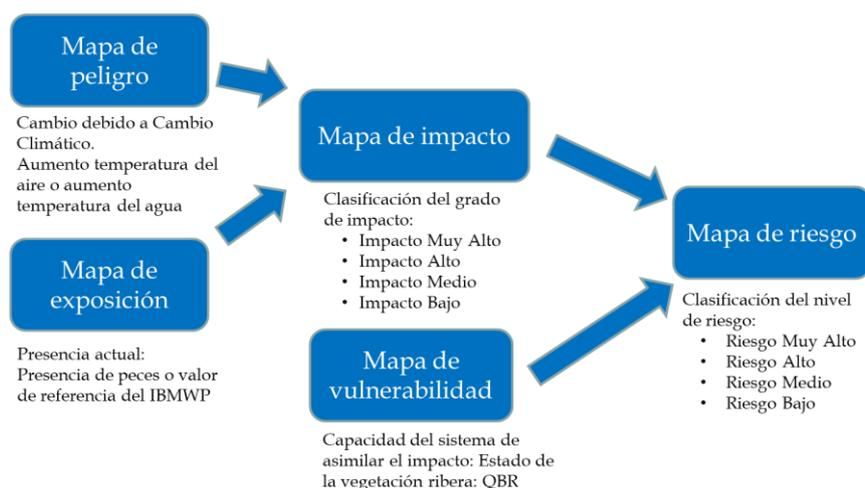 Mapa de
peligro
Cambio debido a Cambio
Climático.
Aumento temperatura del
aire o aumento
temperatura del agua
Mapa de
exposición
Presencia actual:
Presencia de peces o valor
de referencia del IBMWP
Mapa de impacto
Clasificación del grado
de impacto:
• Impacto Muy Alto
• Impacto Alto
• Impacto Medio
• Impacto Bajo
Mapa de
vulnerabilidad
Capacidad del sistema de
asimilar el impacto: Estado de
la vegetación ribera: QBR
Mapa de riesgo
Clasificación del nivel
de riesgo:
• Riesgo Muy Alto
• Riesgo Alto
• Riesgo Medio
• Riesgo Bajo